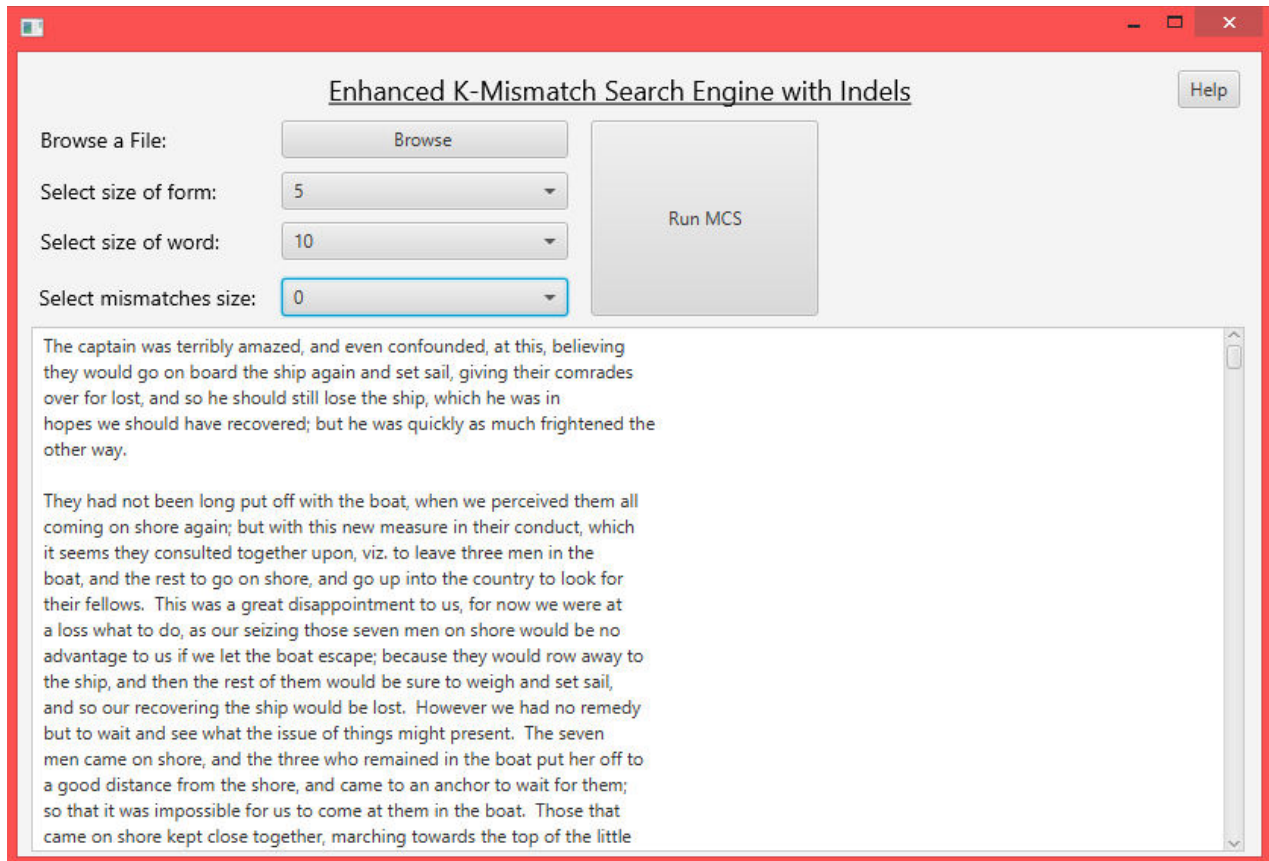 Enhanced K-Mismatch Search Engine with Indels
Help
Browse a File:
Browse
Select size of form:
5
Run MCS
Select size of word:
10
Select mismatches size:
0
The captain was terribly amazed, and even confounded, at this, believing
they would go on board the ship again and set sail, giving their comrades
over for lost, and so he should still lose the ship, which he was in
hopes we should have recovered; but he was quickly as much frightened the
other way.
They had not been long put off with the boat, when we perceived them all
coming on shore again; but with this new measure in their conduct, which
it seems they consulted together upon, viz. to leave three men in the
boat, and the rest to go on shore, and go up into the country to look for
their fellows.  This was a great disappointment to us, for now we were at
a loss what to do, as our seizing those seven men on shore would be no
advantage to us if we let the boat escape; because they would row away to
the ship, and then the rest of them would be sure to weigh and set sail,
and so our recovering the ship would be lost.  However we had no remedy
but to wait and see what the issue of things might present.  The seven
men came on shore, and the three who remained in the boat put her off to
a good distance from the shore, and came to an anchor to wait for them;
so that it was impossible for us to come at them in the boat.  Those that
came on shore kept close together, marching towards the top of the little